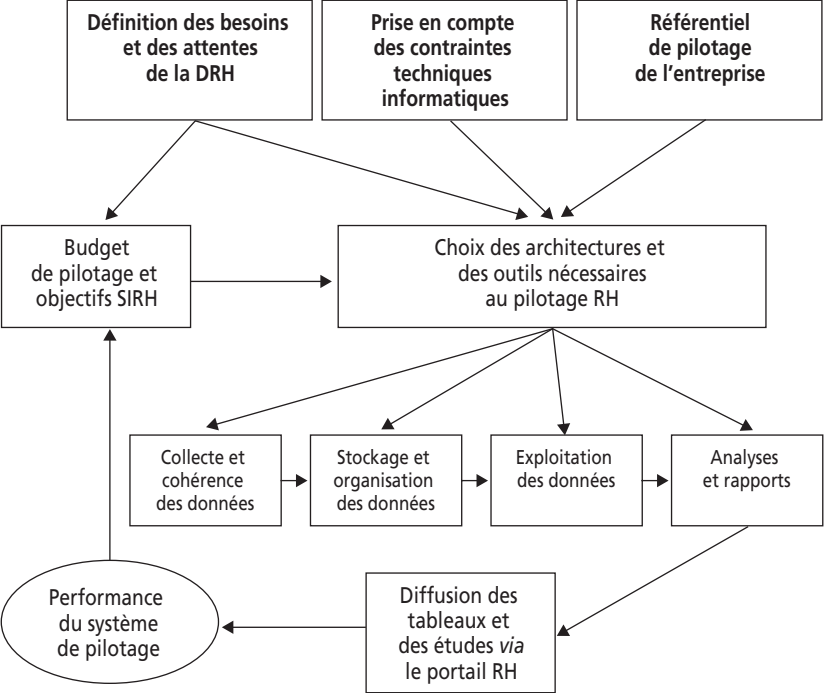 Définition des besoins
et des attentes
de la DRH
Prise en compte
des contraintes
techniques
informatiques
Référentiel
de pilotage
de l'entreprise
Budget
de pilotage et
objectifs SIRH
Choix des architectures et
des outils nécessaires
au pilotage RH
Collecte et
cohérence
des données
Stockage et
organisation
des données
Exploitation
des données
Analyses
et rapports
Performance
du système
de pilotage
Diffusion des
tableaux et
des études via
le portail RH